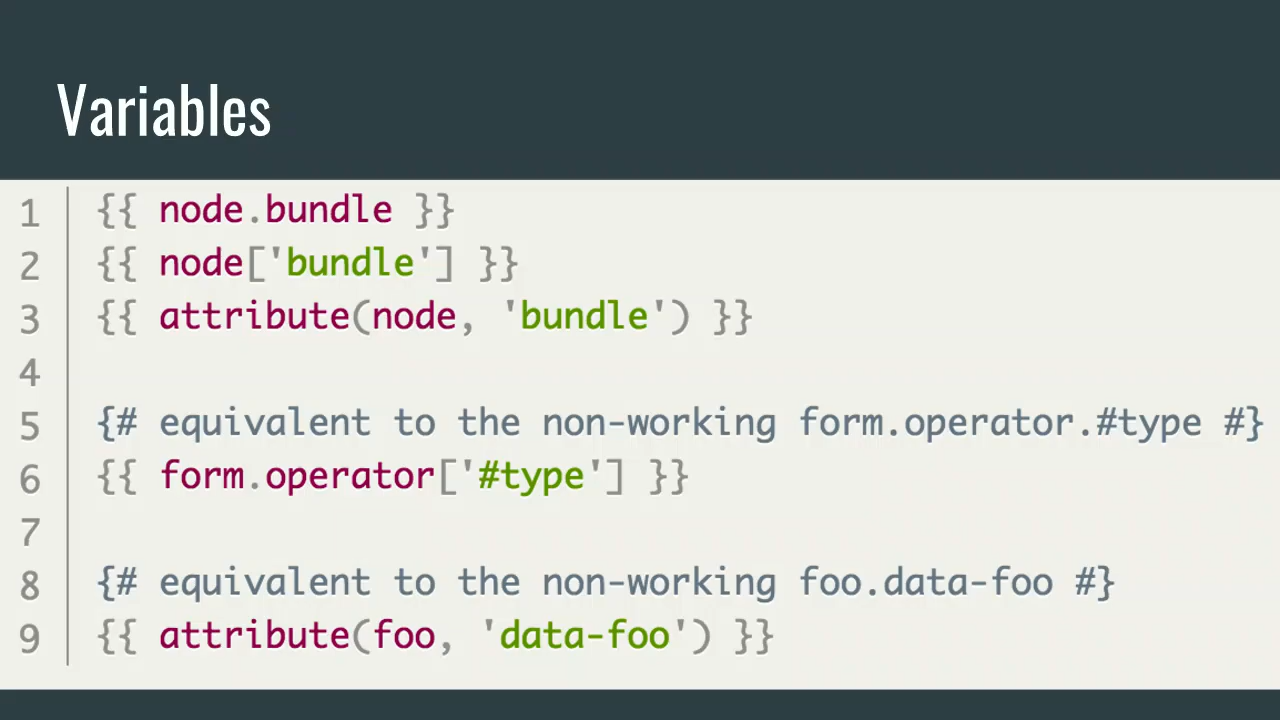 Variables
1 {{ node.bundle }}
2 {{ node['bundle'] }}
3 {{ attribute(node, 'bundle') }}
4
5 {# equivalent to the non-working form.operator.#type #}
6 {{ form.operator['#type'] }}
7
8 {# equivalent to the non-working foo.data-foo #}
9 {{ attribute(foo, 'data-foo') }}